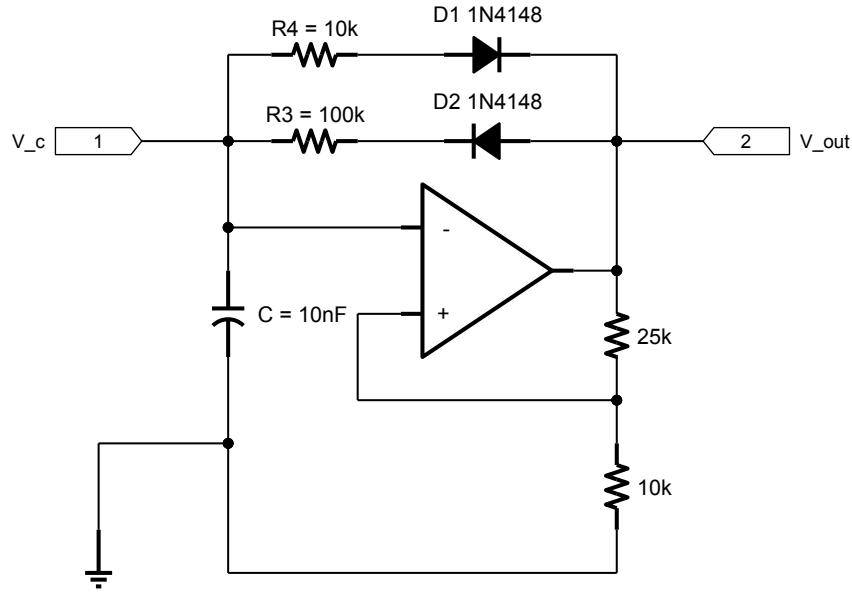 D1 1N4148
R4 = 10k
D2 1N4148
R3 = 100k
V_c 1
2 V_out
-
+
C = 10nF
25k
10k